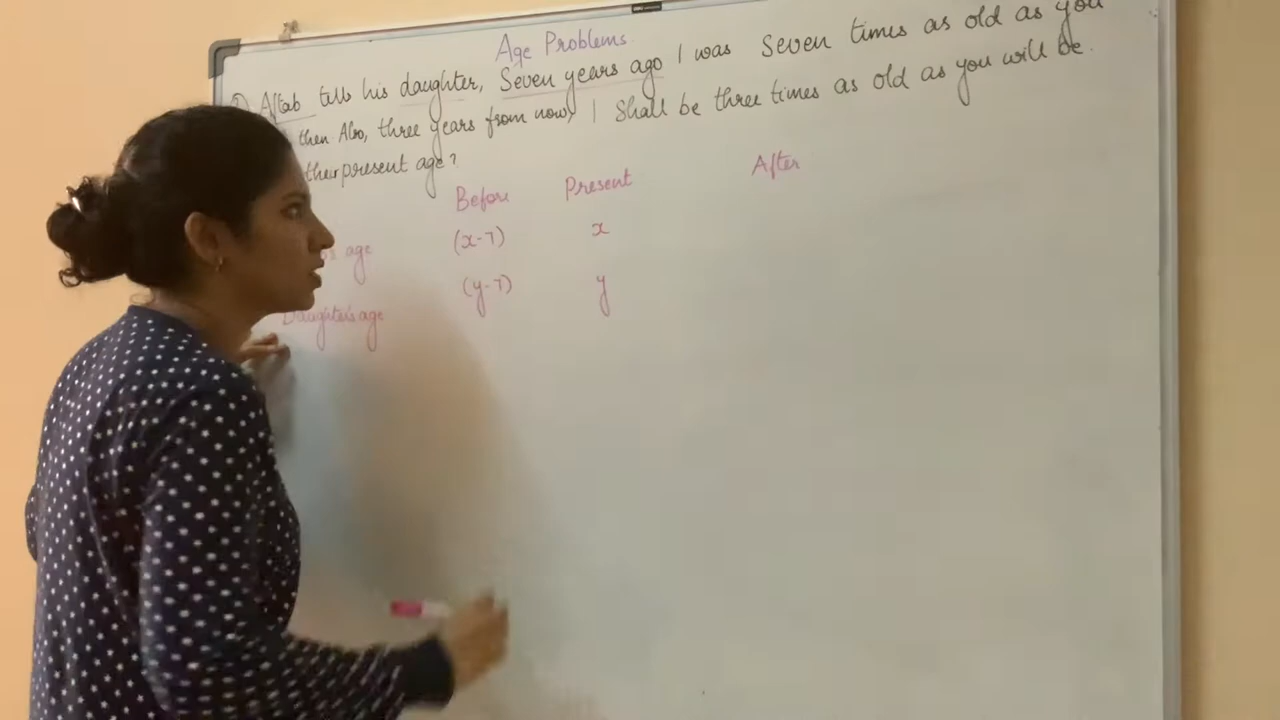 Age Problems
Aftab tells his daughter, Seven years ago I was Seven times as old as you
then Also, three years from now, I Shall be three times as old as you will be.
their present age?
Before Present After
age (x-7) x
Daughter's age (y-7) y